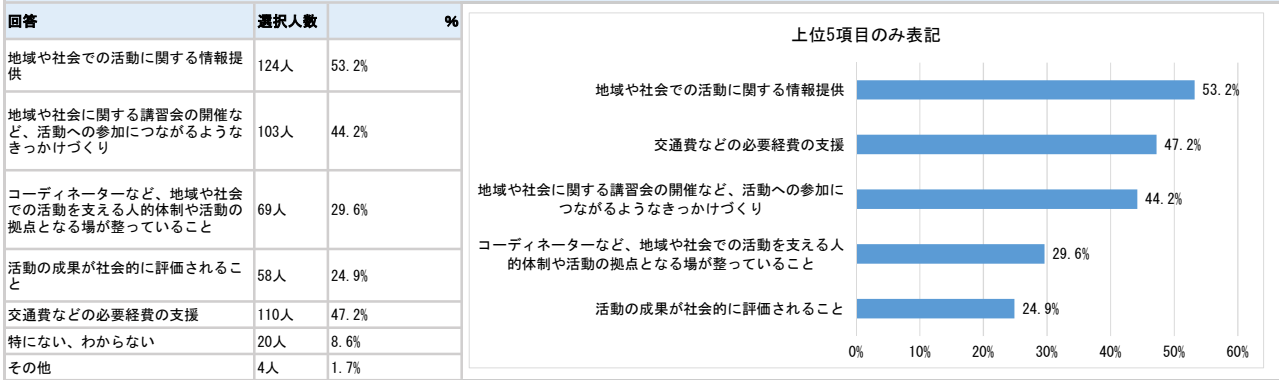 回答 選択人数 %
地域や社会での活動に関する情報提
供
124人 53.2%
地域や社会に関する講習会の開催な
ど、活動への参加につながるような
きっかけづくり
103人 44.2%
コーディネーターなど、地域や社会
での活動を支える人的体制や活動の
拠点となる場が整っていること
69人 29.6%
活動の成果が社会的に評価されるこ
と
58人 24.9%
交通費などの必要経費の支援 110人 47.2%
特にない、わからない 20人 8.6%
その他 4人 1.7%
上位5項目のみ表記
地域や社会での活動に関する情報提供 53.2%
交通費などの必要経費の支援 47.2%
地域や社会に関する講習会の開催など、活動への参加に
つながるようなきっかけづくり
44.2%
コーディネーターなど、地域や社会での活動を支える人
的体制や活動の拠点となる場が整っていること
29.6%
活動の成果が社会的に評価されること 24.9%
0% 10% 20% 30% 40% 50% 60%